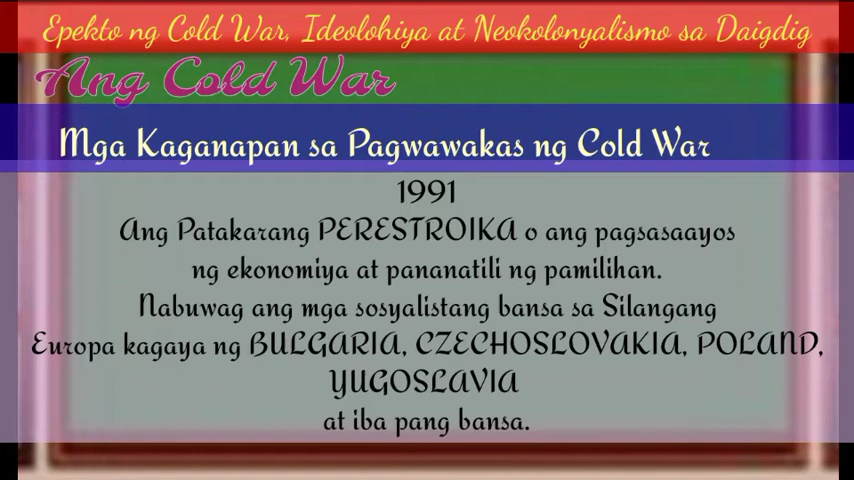 Epekto ng Cold War, Ideolohiya at Neokolonyalismo sa Daigdig
Ang Cold War
Mga Kaganapan sa Pagwawakas ng Cold War
1991
Ang Patakarang PERESTROIKA o ang pagsasaayos
ng ekonomiya at pananatili ng pamilihan.
Nabuwag ang mga sosyalistang bansa sa Silangang
Europa kagaya ng BULGARIA, CZECHOSLOVAKIA, POLAND,
YUGOSLAVIA
at iba pang bansa.